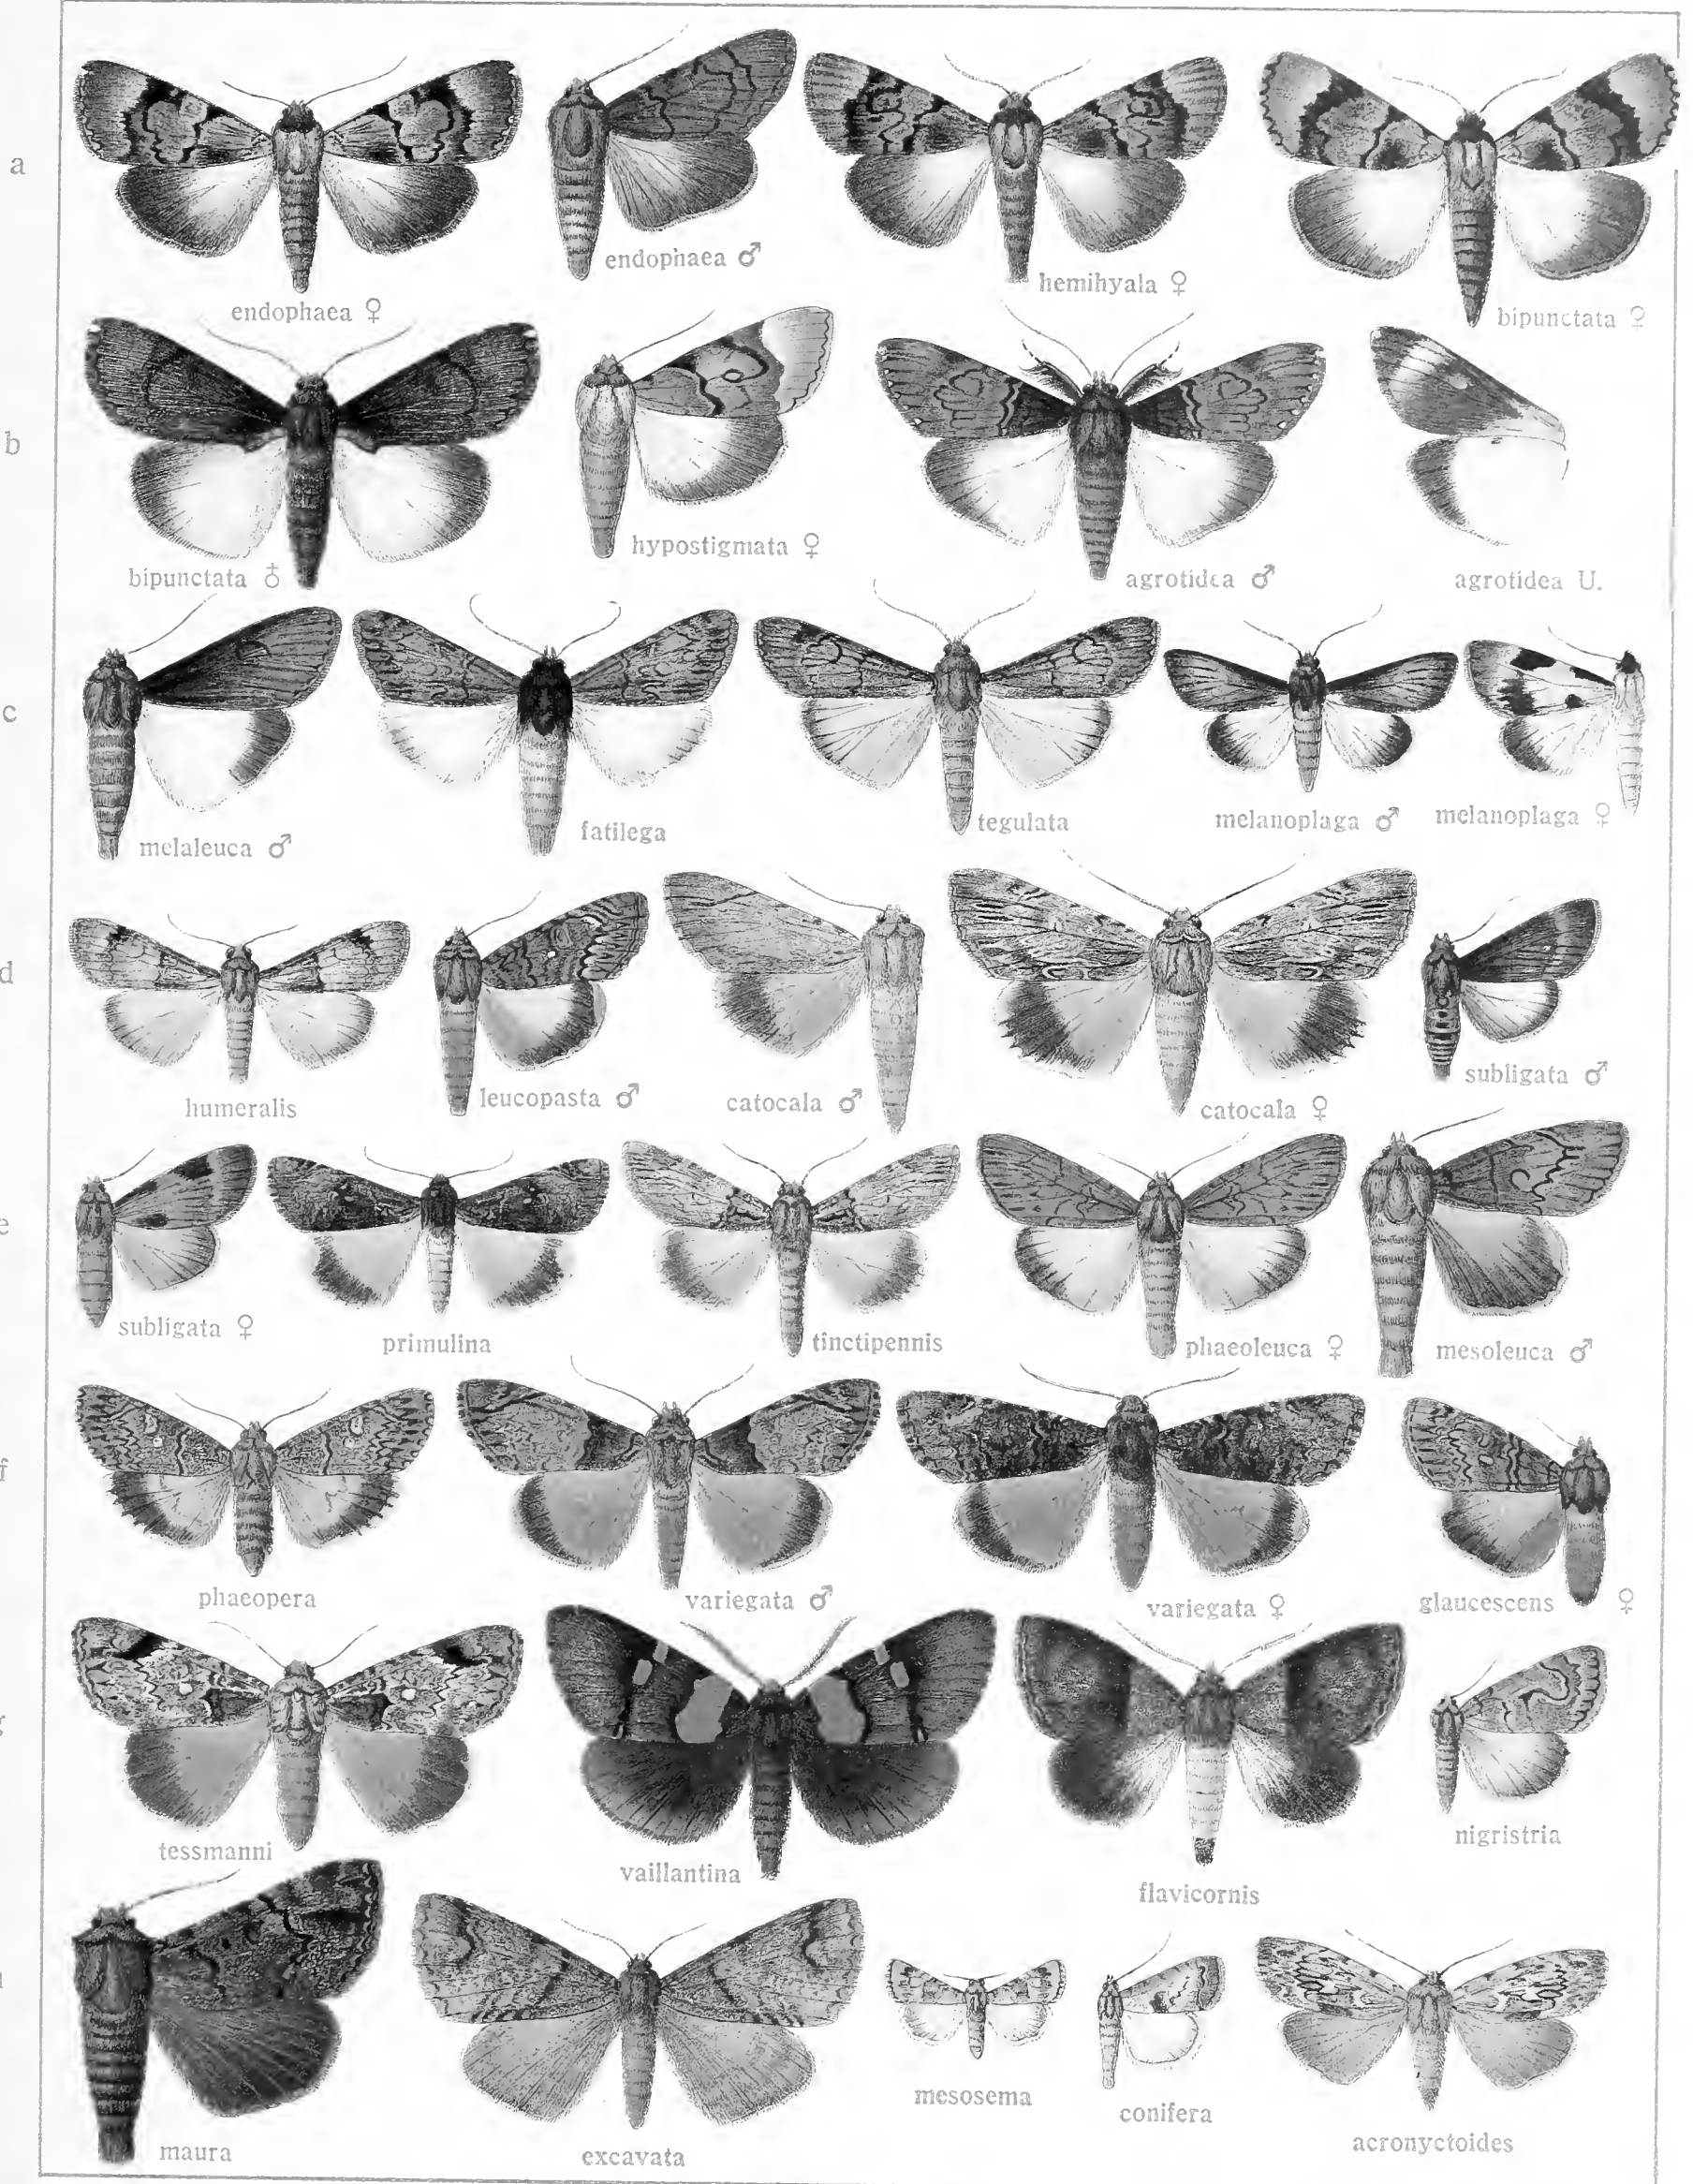 a
endophaea ♀
endophaea ♂
hemihyala ♀
bipunctata ♀
b
bipunctata ♁
hypostigmata ♀
agrotidea ♂
agrotidea U.
c
melaleuca ♂
fatilega
tegulata
melanoplaga ♂
melanoplaga ♀
d
humeralis
leucopasta ♂
catocala ♂
catocala ♀
subligata ♂
e
subligata ♀
primulina
tinctipennis
phaeoleuca ♀
mesoleuca ♂
f
phaeopera
variegata ♂
variegata ♀
glaucescens ♀
tessmanni
vaillantina
flavicornis
nigristria
maura
excavata
mesosema
conifera
acronyctoides